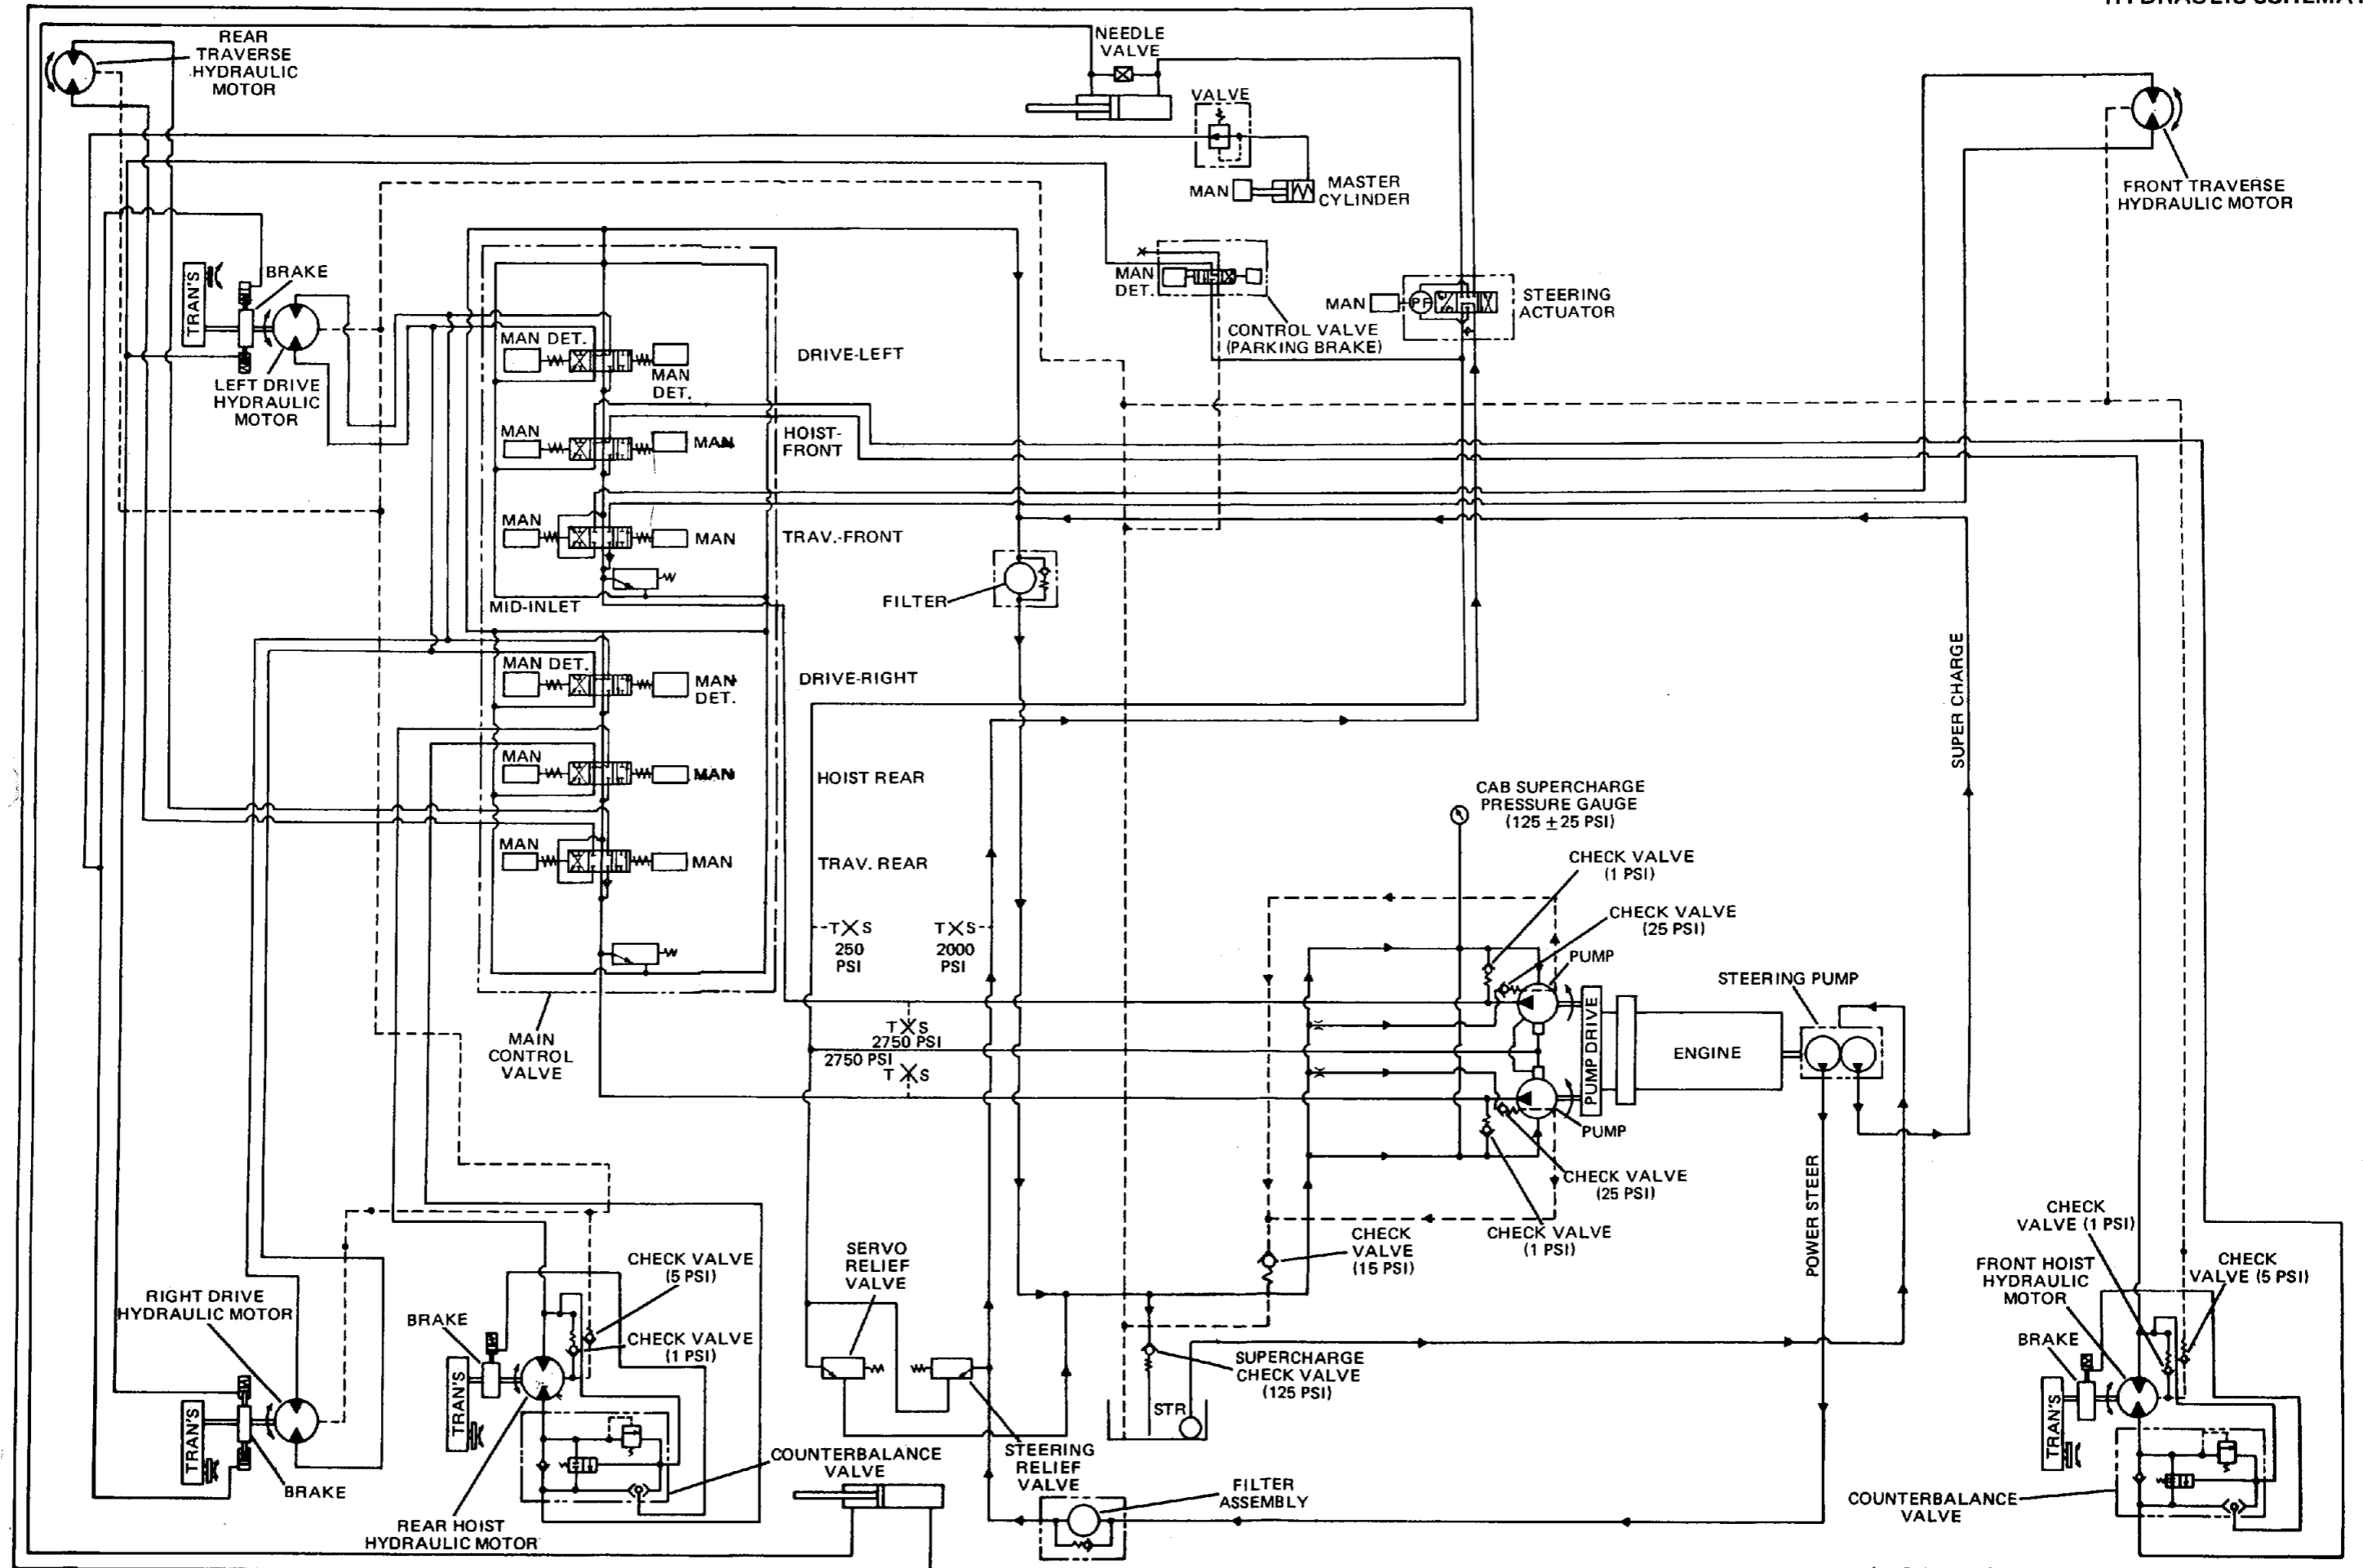 REAR
TRAVERSE
HYDRAULIC
MOTOR
NEEDLE
VALVE
VALVE
MAN
MASTER
CYLINDER
FRONT TRAVERSE
HYDRAULIC MOTOR
TRAN'S
BRAKE
LEFT DRIVE
HYDRAULIC
MOTOR
MAN
DET.
CONTROL VALVE
(PARKING BRAKE)
MAN
PF
STEERING
ACTUATOR
MAN DET.
MAN
DET.
DRIVE-LEFT
MAN
MAN
HOIST-
FRONT
MAN
MAN
TRAV.-FRONT
MID-INLET
FILTER
MAN DET.
MAN
DET.
DRIVE-RIGHT
MAN
MAN
HOIST REAR
MAN
MAN
TRAV. REAR
SUPER CHARGE
CAB SUPERCHARGE
PRESSURE GAUGE
(125 ± 25 PSI)
CHECK VALVE
(1 PSI)
CHECK VALVE
(25 PSI)
PUMP
T S
250
PSI
T S
2000
PSI
MAIN
CONTROL
VALVE
T S
2750 PSI
2750 PSI
T S
PUMP DRIVE
ENGINE
STEERING PUMP
PUMP
CHECK VALVE
(25 PSI)
CHECK VALVE
(1 PSI)
CHECK
VALVE
(15 PSI)
POWER STEER
SERVO
RELIEF
VALVE
CHECK VALVE
(5 PSI)
CHECK VALVE
(1 PSI)
BRAKE
RIGHT DRIVE
HYDRAULIC MOTOR
TRAN'S
BRAKE
TRAN'S
REAR HOIST
HYDRAULIC MOTOR
COUNTERBALANCE
VALVE
STEERING
RELIEF
VALVE
SUPERCHARGE
CHECK VALVE
(125 PSI)
STR
FILTER
ASSEMBLY
CHECK
VALVE (1 PSI)
FRONT HOIST
HYDRAULIC
MOTOR
CHECK
VALVE (5 PSI)
BRAKE
TRAN'S
COUNTERBALANCE
VALVE